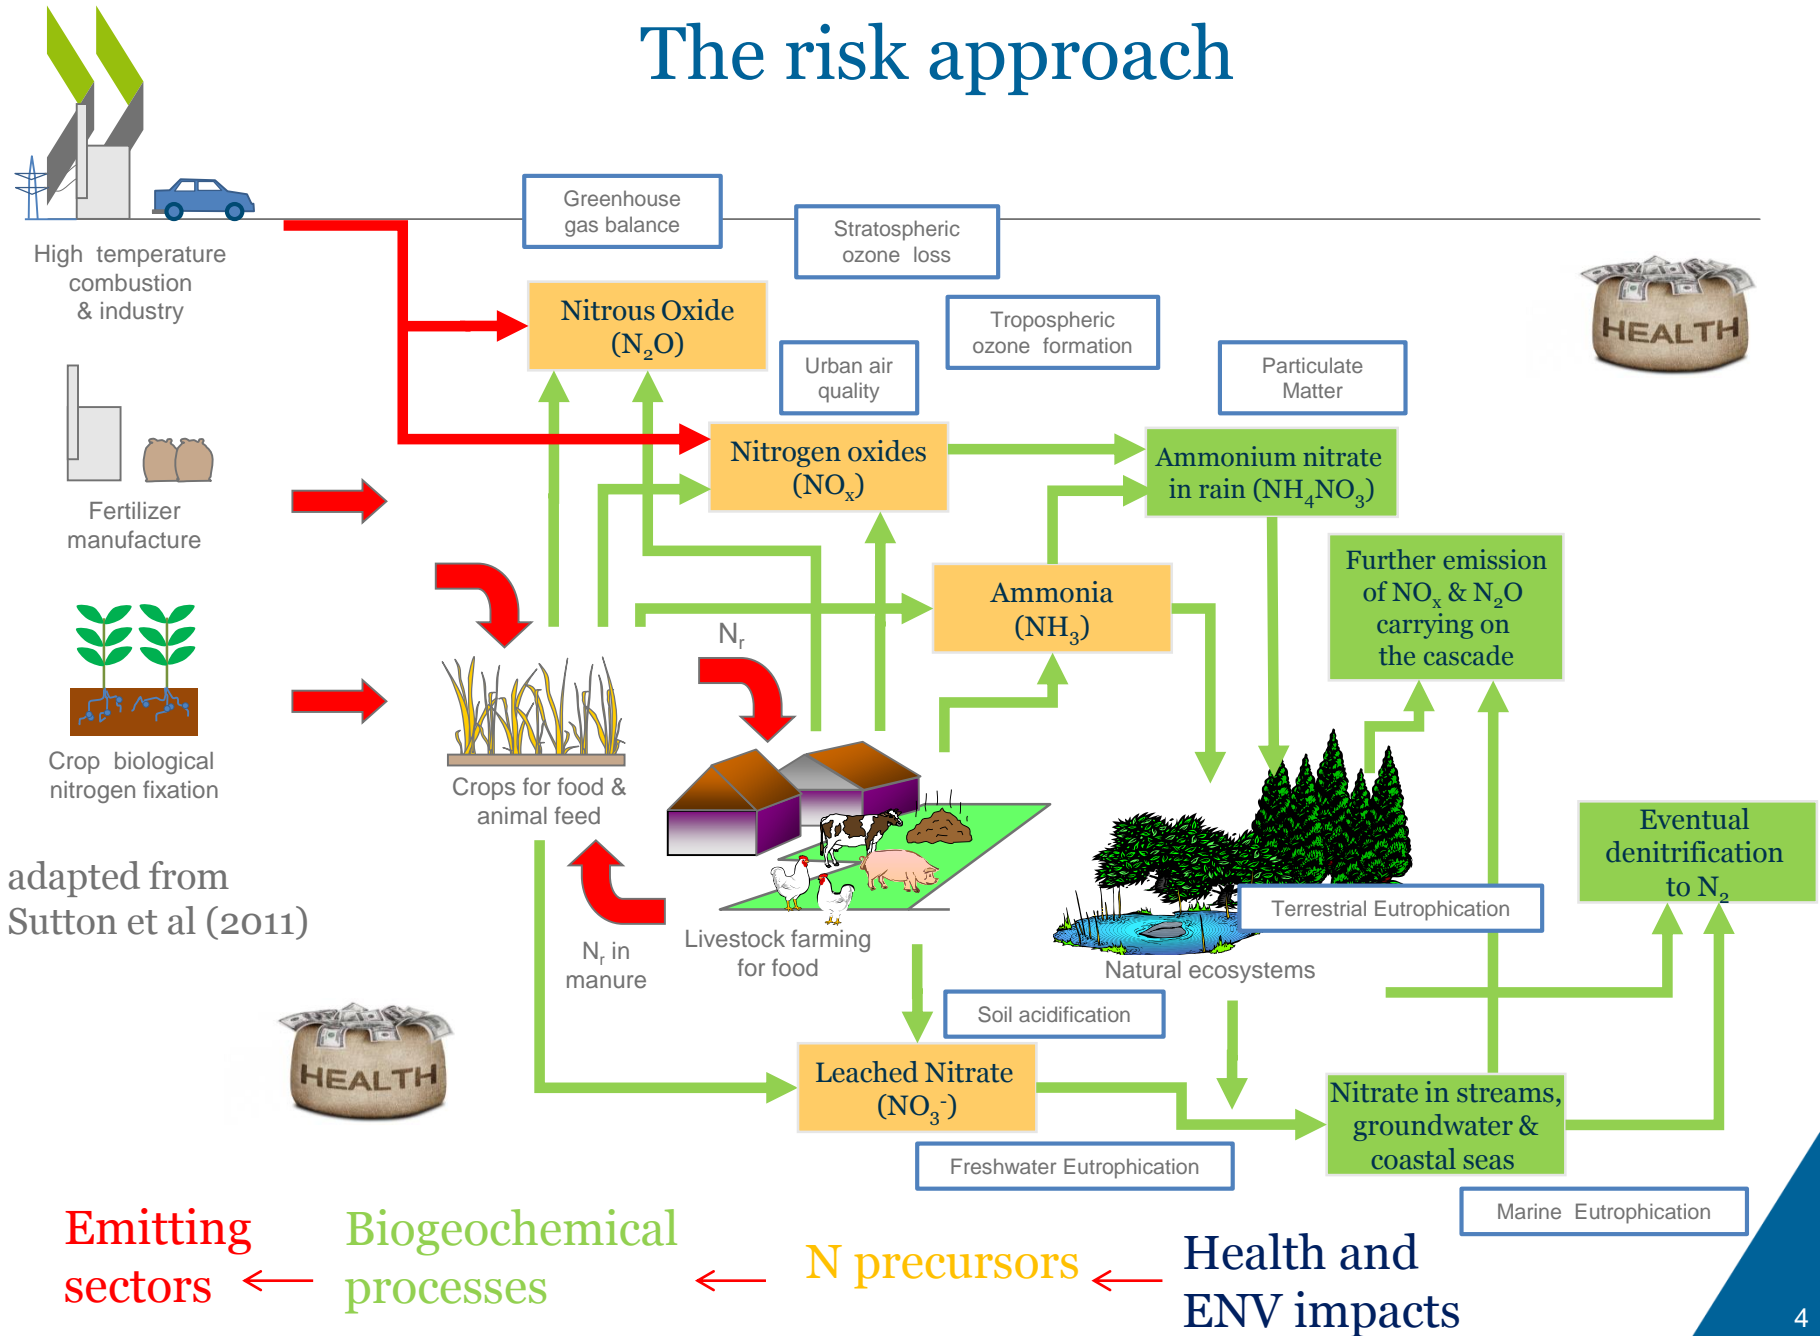 The risk approach
Greenhouse
gas balance
Stratospheric
ozone loss
High temperature
combustion
& industry
Nitrous Oxide
(N₂O)
Tropospheric
ozone formation
HEALTH
Urban air
quality
Particulate
Matter
Nitrogen oxides
(NOₓ)
Ammonium nitrate
in rain (NH₄NO₃)
Fertilizer
manufacture
Further emission
of NOₓ & N₂O
carrying on
the cascade
Ammonia
(NH₃)
Nᵣ
Crop biological
nitrogen fixation
Crops for food &
animal feed
Eventual
denitrification
to N₂
adapted from
Sutton et al (2011)
Terrestrial Eutrophication
Nᵣ in
manure
Livestock farming
for food
Natural ecosystems
Soil acidification
HEALTH
Leached Nitrate
(NO₃⁻)
Nitrate in streams,
groundwater &
coastal seas
Freshwater Eutrophication
Marine Eutrophication
Emitting
sectors
Biogeochemical
processes
N precursors
Health and
ENV impacts
4